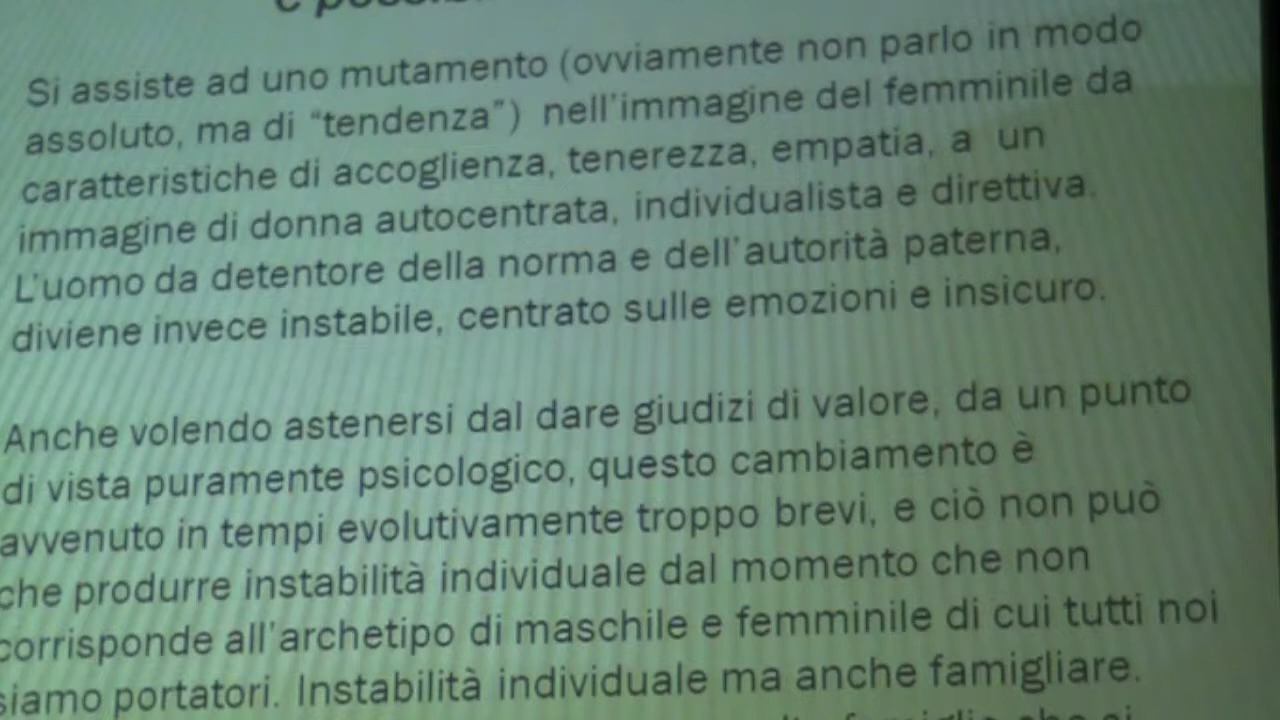 Si assiste ad uno mutamento (ovviamente non parlo in modo
assoluto, ma di “tendenza”) nell'immagine del femminile da
caratteristiche di accoglienza, tenerezza, empatia, a un
immagine di donna autocentrata, individualista e direttiva.
L'uomo da detentore della norma e dell'autorità paterna,
diviene invece instabile, centrato sulle emozioni e insicuro.
Anche volendo astenersi dal dare giudizi di valore, da un punto
di vista puramente psicologico, questo cambiamento è
avvenuto in tempi evolutivamente troppo brevi, e ciò non può
che produrre instabilità individuale dal momento che non
corrisponde all'archetipo di maschile e femminile di cui tutti noi
siamo portatori. Instabilità individuale ma anche famigliare.